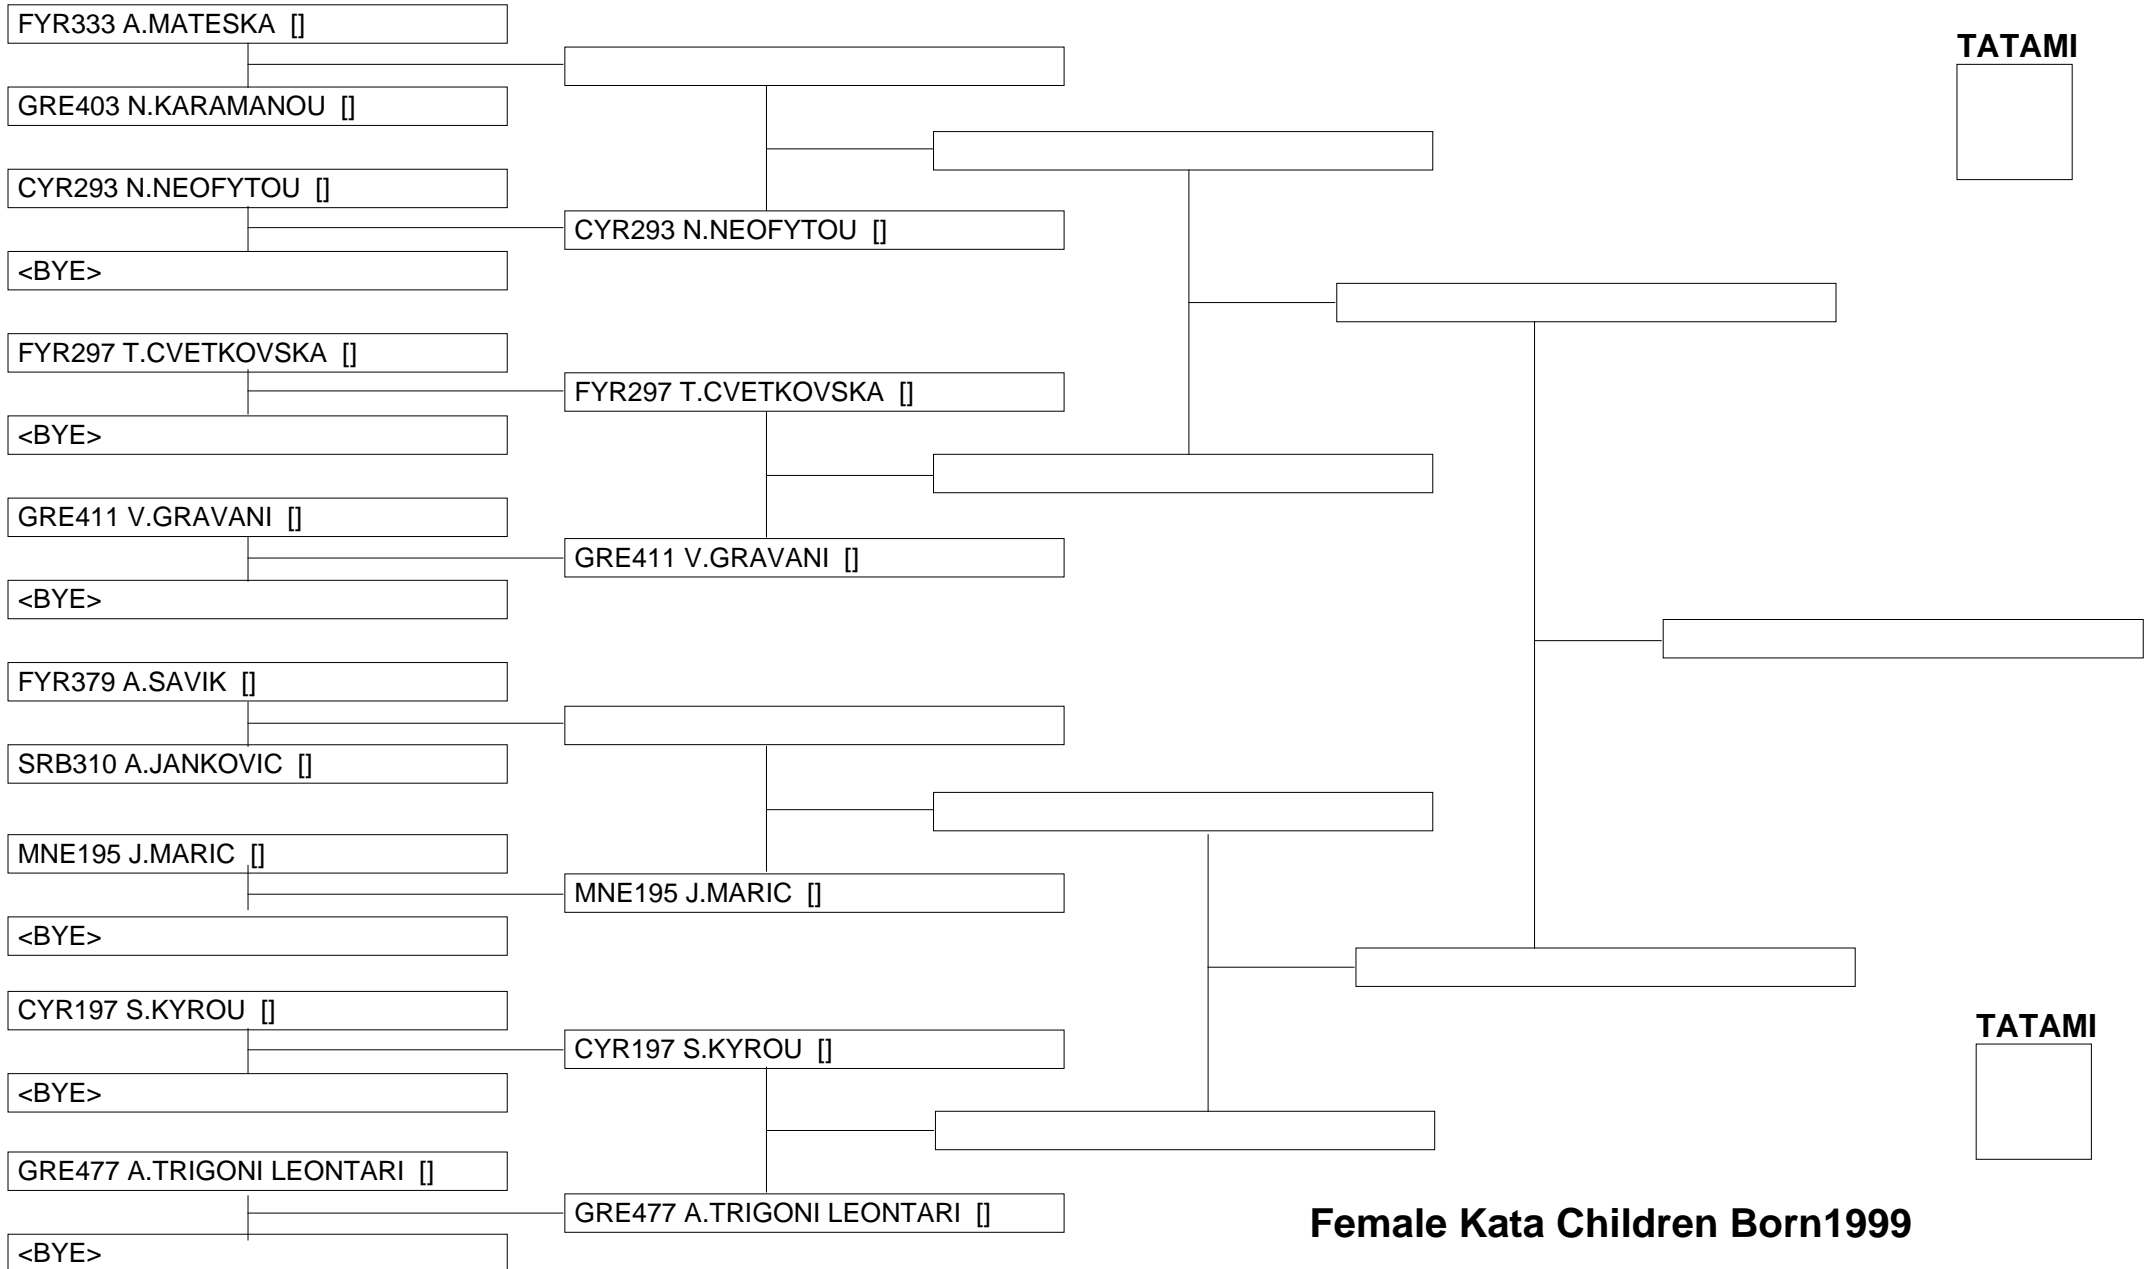 FYR333 A.MATESKA []
GRE403 N.KARAMANOU []
CYR293 N.NEOFYTOU []
<BYE>
FYR297 T.CVETKOVSKA []
<BYE>
GRE411 V.GRAVANI []
<BYE>
FYR379 A.SAVIK []
SRB310 A.JANKOVIC []
MNE195 J.MARIC []
<BYE>
CYR197 S.KYROU []
<BYE>
GRE477 A.TRIGONI LEONTARI []
<BYE>
CYR293 N.NEOFYTOU []
FYR297 T.CVETKOVSKA []
GRE411 V.GRAVANI []
MNE195 J.MARIC []
CYR197 S.KYROU []
GRE477 A.TRIGONI LEONTARI []
TATAMI
TATAMI
Female Kata Children Born1999